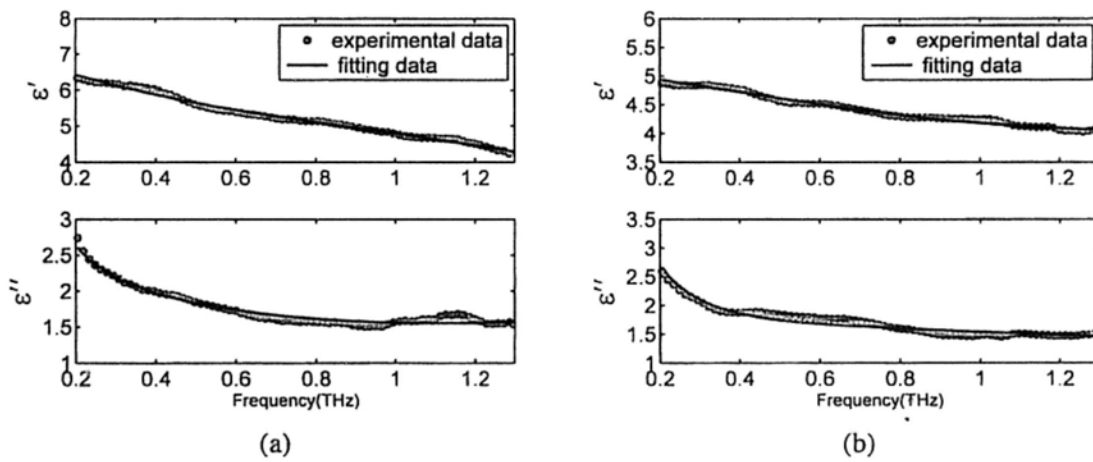 8
7
6
5
4
ε′
experimental data
fitting data
0.2 0.4 0.6 0.8 1 1.2
3
2.5
2
1.5
1
ε′′
0.2 0.4 0.6 0.8 1 1.2
Frequency(THz)
(a)
6
5.5
5
4.5
4
3.5
ε′
experimental data
fitting data
0.2 0.4 0.6 0.8 1 1.2
3.5
3
2.5
2
1.5
1
ε′′
0.2 0.4 0.6 0.8 1 1.2
Frequency(THz)
(b)